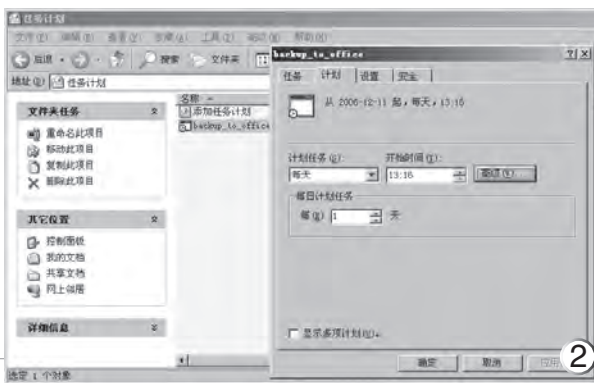 任务计划
文件(F) 编辑(E) 查看(V) 收藏(A) 工具(T) 高级(N) 帮助(H)
后退 搜索 文件夹
地址(D) 任务计划
文件夹任务
重命名此项目
移动此项目
复制此项目
删除此项目
其它位置
控制面板
我的文档
共享文档
网上邻居
详细信息
名称
添加任务计划
backup_to_office
选定 1 个对象
backup_to_office
任务 计划 设置 安全
从 2006-12-11 起,每天,13:16
计划任务(S): 开始时间(T):
每天 13:16 高级(V)
每日计划任务
每(E) 1 天
显示多项计划
确定 取消 应用
2